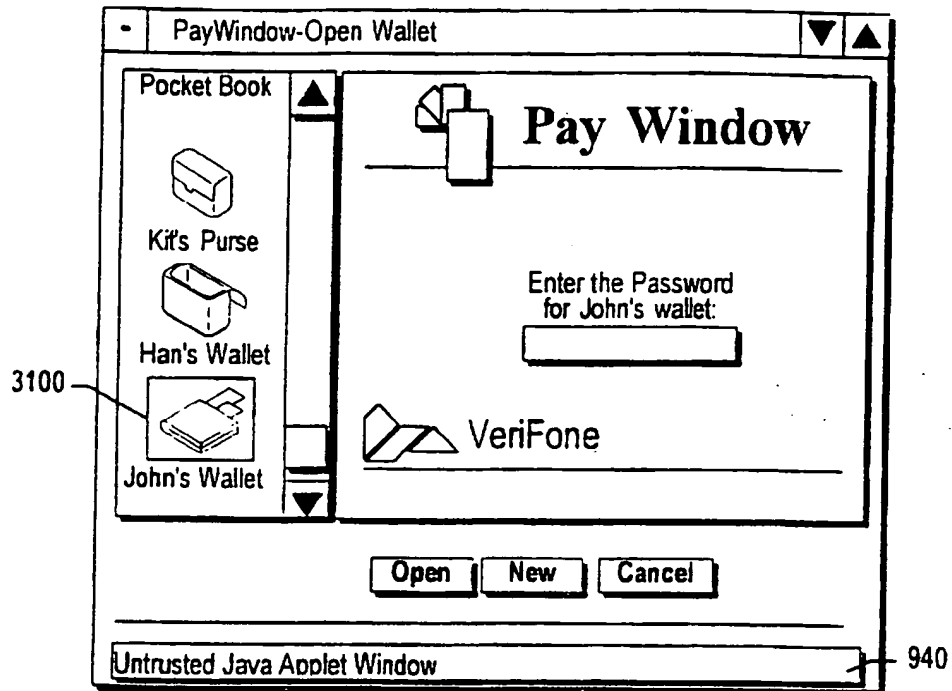 PayWindow-Open Wallet
Pocket Book
Kit's Purse
Han's Wallet
3100
John's Wallet
Pay Window
Enter the Password
for John's wallet:
VeriFone
Open New Cancel
Untrusted Java Applet Window
940